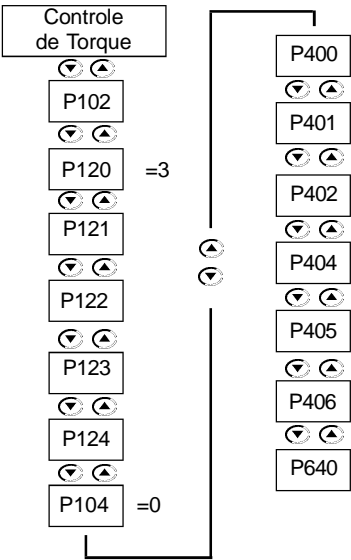 Controle
de Torque
P102
P120 =3
P121
P122
P123
P124
P104 =0
P400
P401
P402
P404
P405
P406
P640